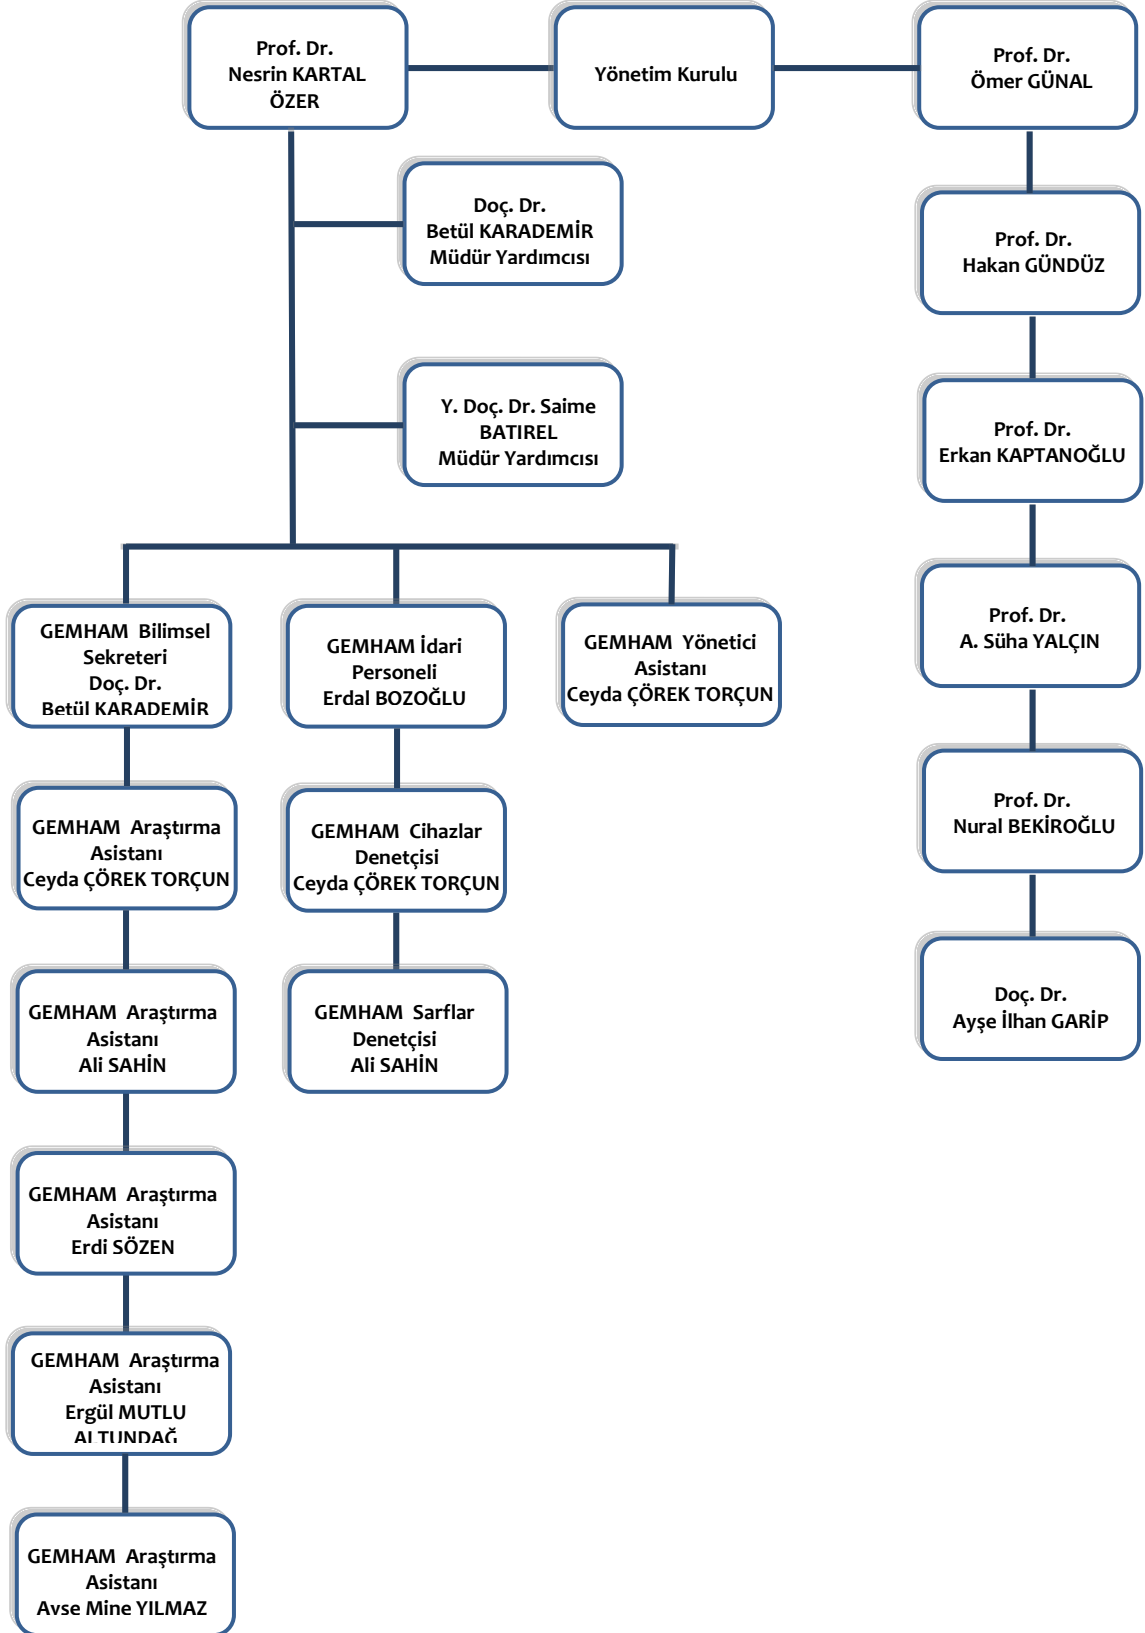 Prof. Dr.
Nesrin KARTAL
ÖZER
Yönetim Kurulu
Prof. Dr.
Ömer GÜNAL
Doç. Dr.
Betül KARADEMİR
Müdür Yardımcısı
Prof. Dr.
Hakan GÜNDÜZ
Y. Doç. Dr. Saime
BATIREL
Müdür Yardımcısı
Prof. Dr.
Erkan KAPTANOĞLU
Prof. Dr.
A. Süha YALÇIN
GEMHAM Bilimsel
Sekreteri
Doç. Dr.
Betül KARADEMİR
GEMHAM İdari
Personeli
Erdal BOZOĞLU
GEMHAM Yönetici
Asistanı
Ceyda ÇÖREK TORÇUN
Prof. Dr.
Nural BEKİROĞLU
GEMHAM Araştırma
Asistanı
Ceyda ÇÖREK TORÇUN
GEMHAM Cihazlar
Denetçisi
Ceyda ÇÖREK TORÇUN
Doç. Dr.
Ayşe İlhan GARİP
GEMHAM Araştırma
Asistanı
Ali SAHİN
GEMHAM Sarflar
Denetçisi
Ali SAHİN
GEMHAM Araştırma
Asistanı
Erdi SÖZEN
GEMHAM Araştırma
Asistanı
Ergül MUTLU
ALTUNDAĞ
GEMHAM Araştırma
Asistanı
Ayse Mine YILMAZ